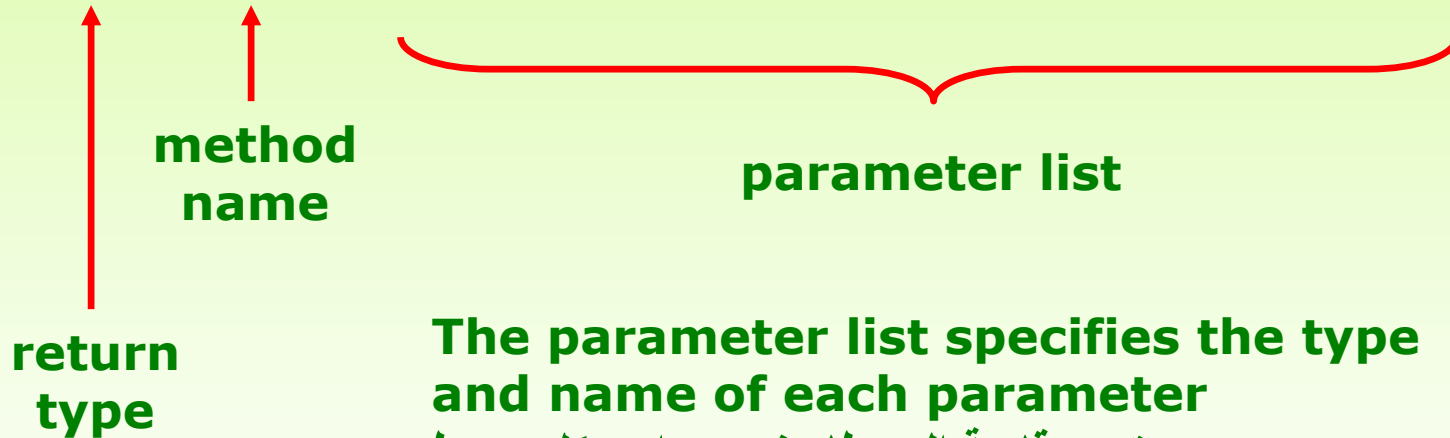 method
name
parameter list
return
type
The parameter list specifies the type
and name of each parameter